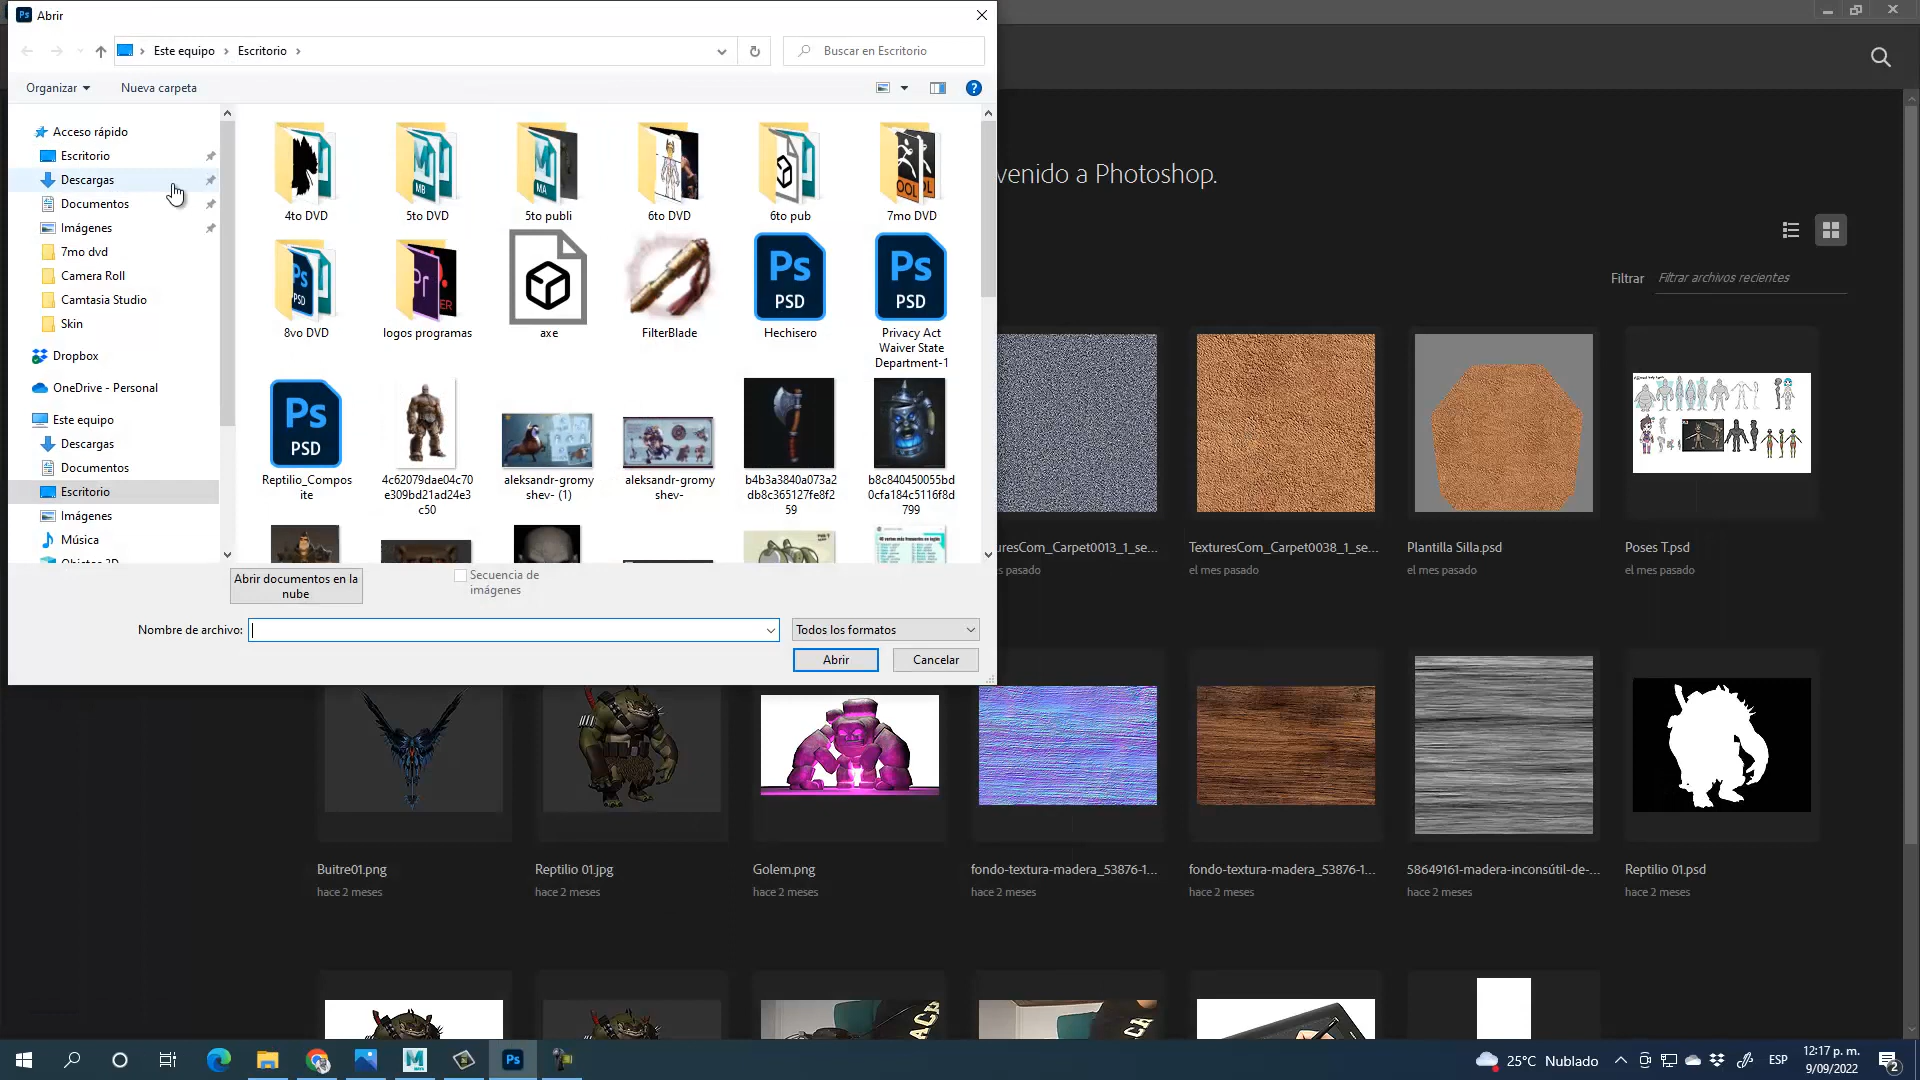 Abrir
Este equipo
Escritorio
Buscar en Escritorio
Organizar
Nueva carpeta
Acceso rápido
Escritorio
Descargas
Documentos
Imágenes
7mo dvd
Camera Roll
Camtasia Studio
Skin
Dropbox
OneDrive - Personal
Este equipo
Descargas
Documentos
Escritorio
Imágenes
Música
4to DVD
5to DVD
5to publi
6to DVD
6to pub
7mo DVD
8vo DVD
logos programas
axe
FilterBlade
Hechisero
Privacy Act
Waiver State
Department-1
Reptilio_Compos
ite
4c62079dae04c70
e309bd21ad24e3
c50
aleksandr-gromy
shev- (1)
aleksandr-gromy
shev-
b4b3a3840a073a2
db8c365127fe8f2
59
b8c840450055bd
0cfa184c5116f8d
799
Abrir documentos en la
nube
Secuencia de
imágenes
Nombre de archivo:
Todos los formatos
Abrir
Cancelar
venido a Photoshop.
Filtrar
Filtrar archivos recientes
uresCom_Carpet0013_1_se...
s pasado
TexturesCom_Carpet0038_1_se...
el mes pasado
Plantilla Silla.psd
el mes pasado
Poses T.psd
el mes pasado
Buitre01.png
hace 2 meses
Reptilio 01.jpg
hace 2 meses
Golem.png
hace 2 meses
fondo-textura-madera_53876-1...
hace 2 meses
fondo-textura-madera_53876-1...
hace 2 meses
58649161-madera-inconsútil-de-...
hace 2 meses
Reptilio 01.psd
hace 2 meses
25°C Nublado
ESP
12:17 p. m.
9/09/2022
2